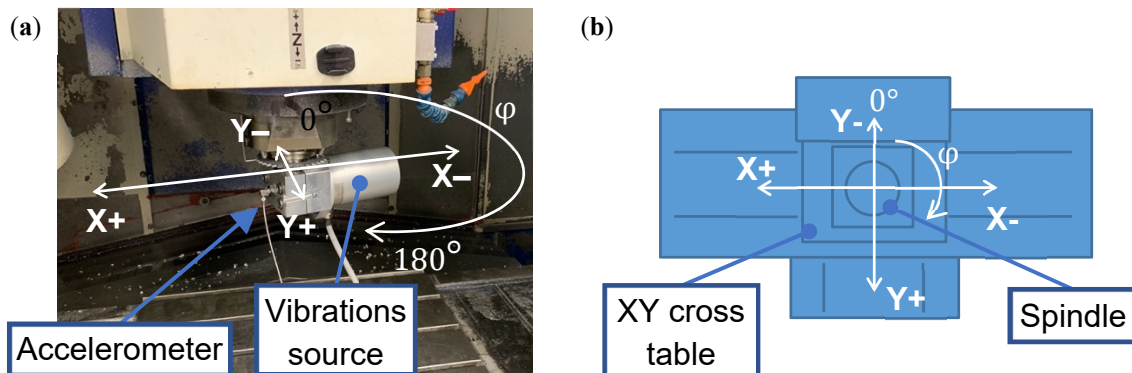 (a)
+
N
φ
0°
Y–
X–
X+
Y+
180°
Accelerometer
Vibrations
source
(b)
0°
Y-
φ
X+
X-
Y+
XY cross
table
Spindle